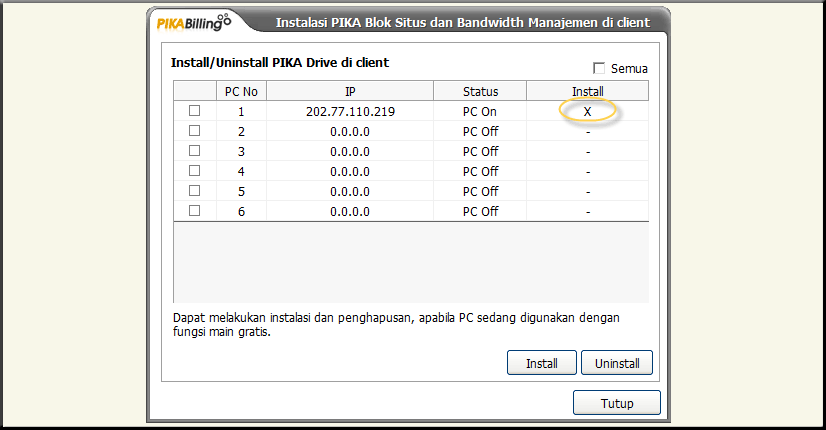 PIKABilling Instalasi PIKA Blok Situs dan Bandwidth Manajemen di client
Install/Uninstall PIKA Drive di client
Semua
PC No IP Status Install
1 202.77.110.219 PC On X
2 0.0.0.0 PC Off -
3 0.0.0.0 PC Off -
4 0.0.0.0 PC Off -
5 0.0.0.0 PC Off -
6 0.0.0.0 PC Off -
Dapat melakukan instalasi dan penghapusan, apabila PC sedang digunakan dengan
fungsi main gratis.
Install Uninstall
Tutup